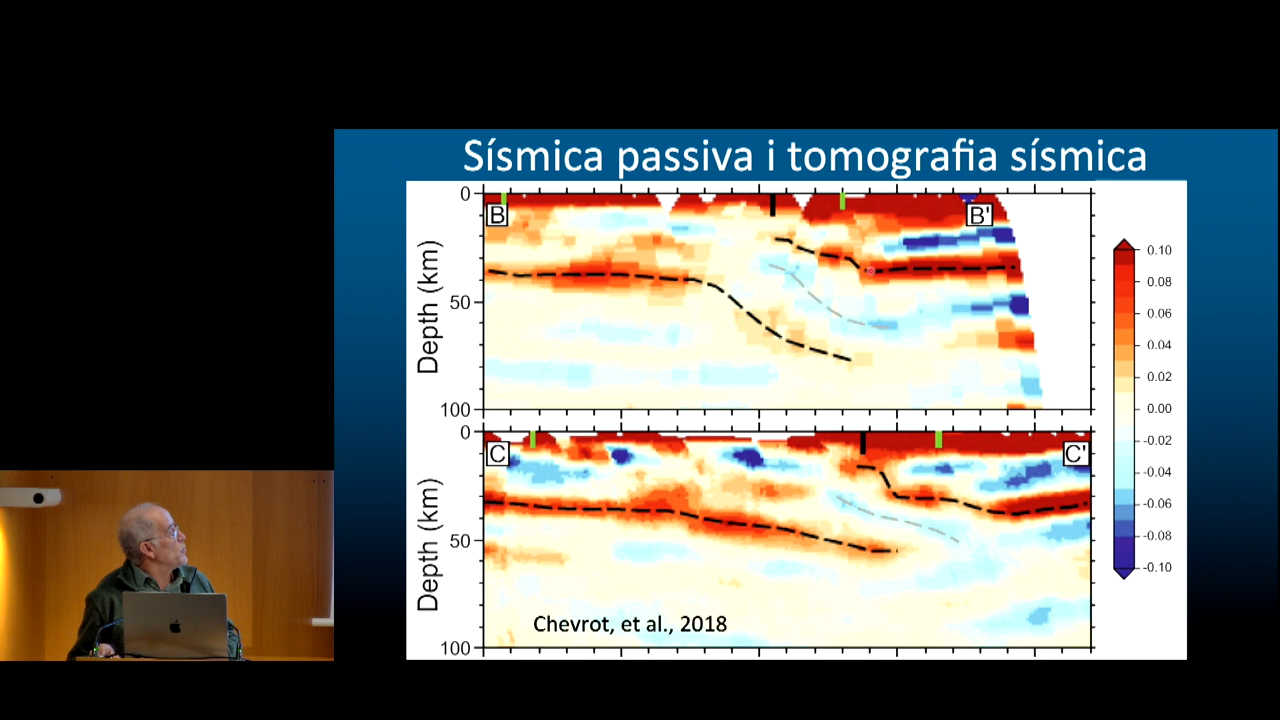 Sísmica passiva i tomografia sísmica
0
B
B'
Depth (km)
50
100
0
C
C'
Depth (km)
50
100
Chevrot, et al., 2018
0.10
0.08
0.06
0.04
0.02
0.00
-0.02
-0.04
-0.06
-0.08
-0.10